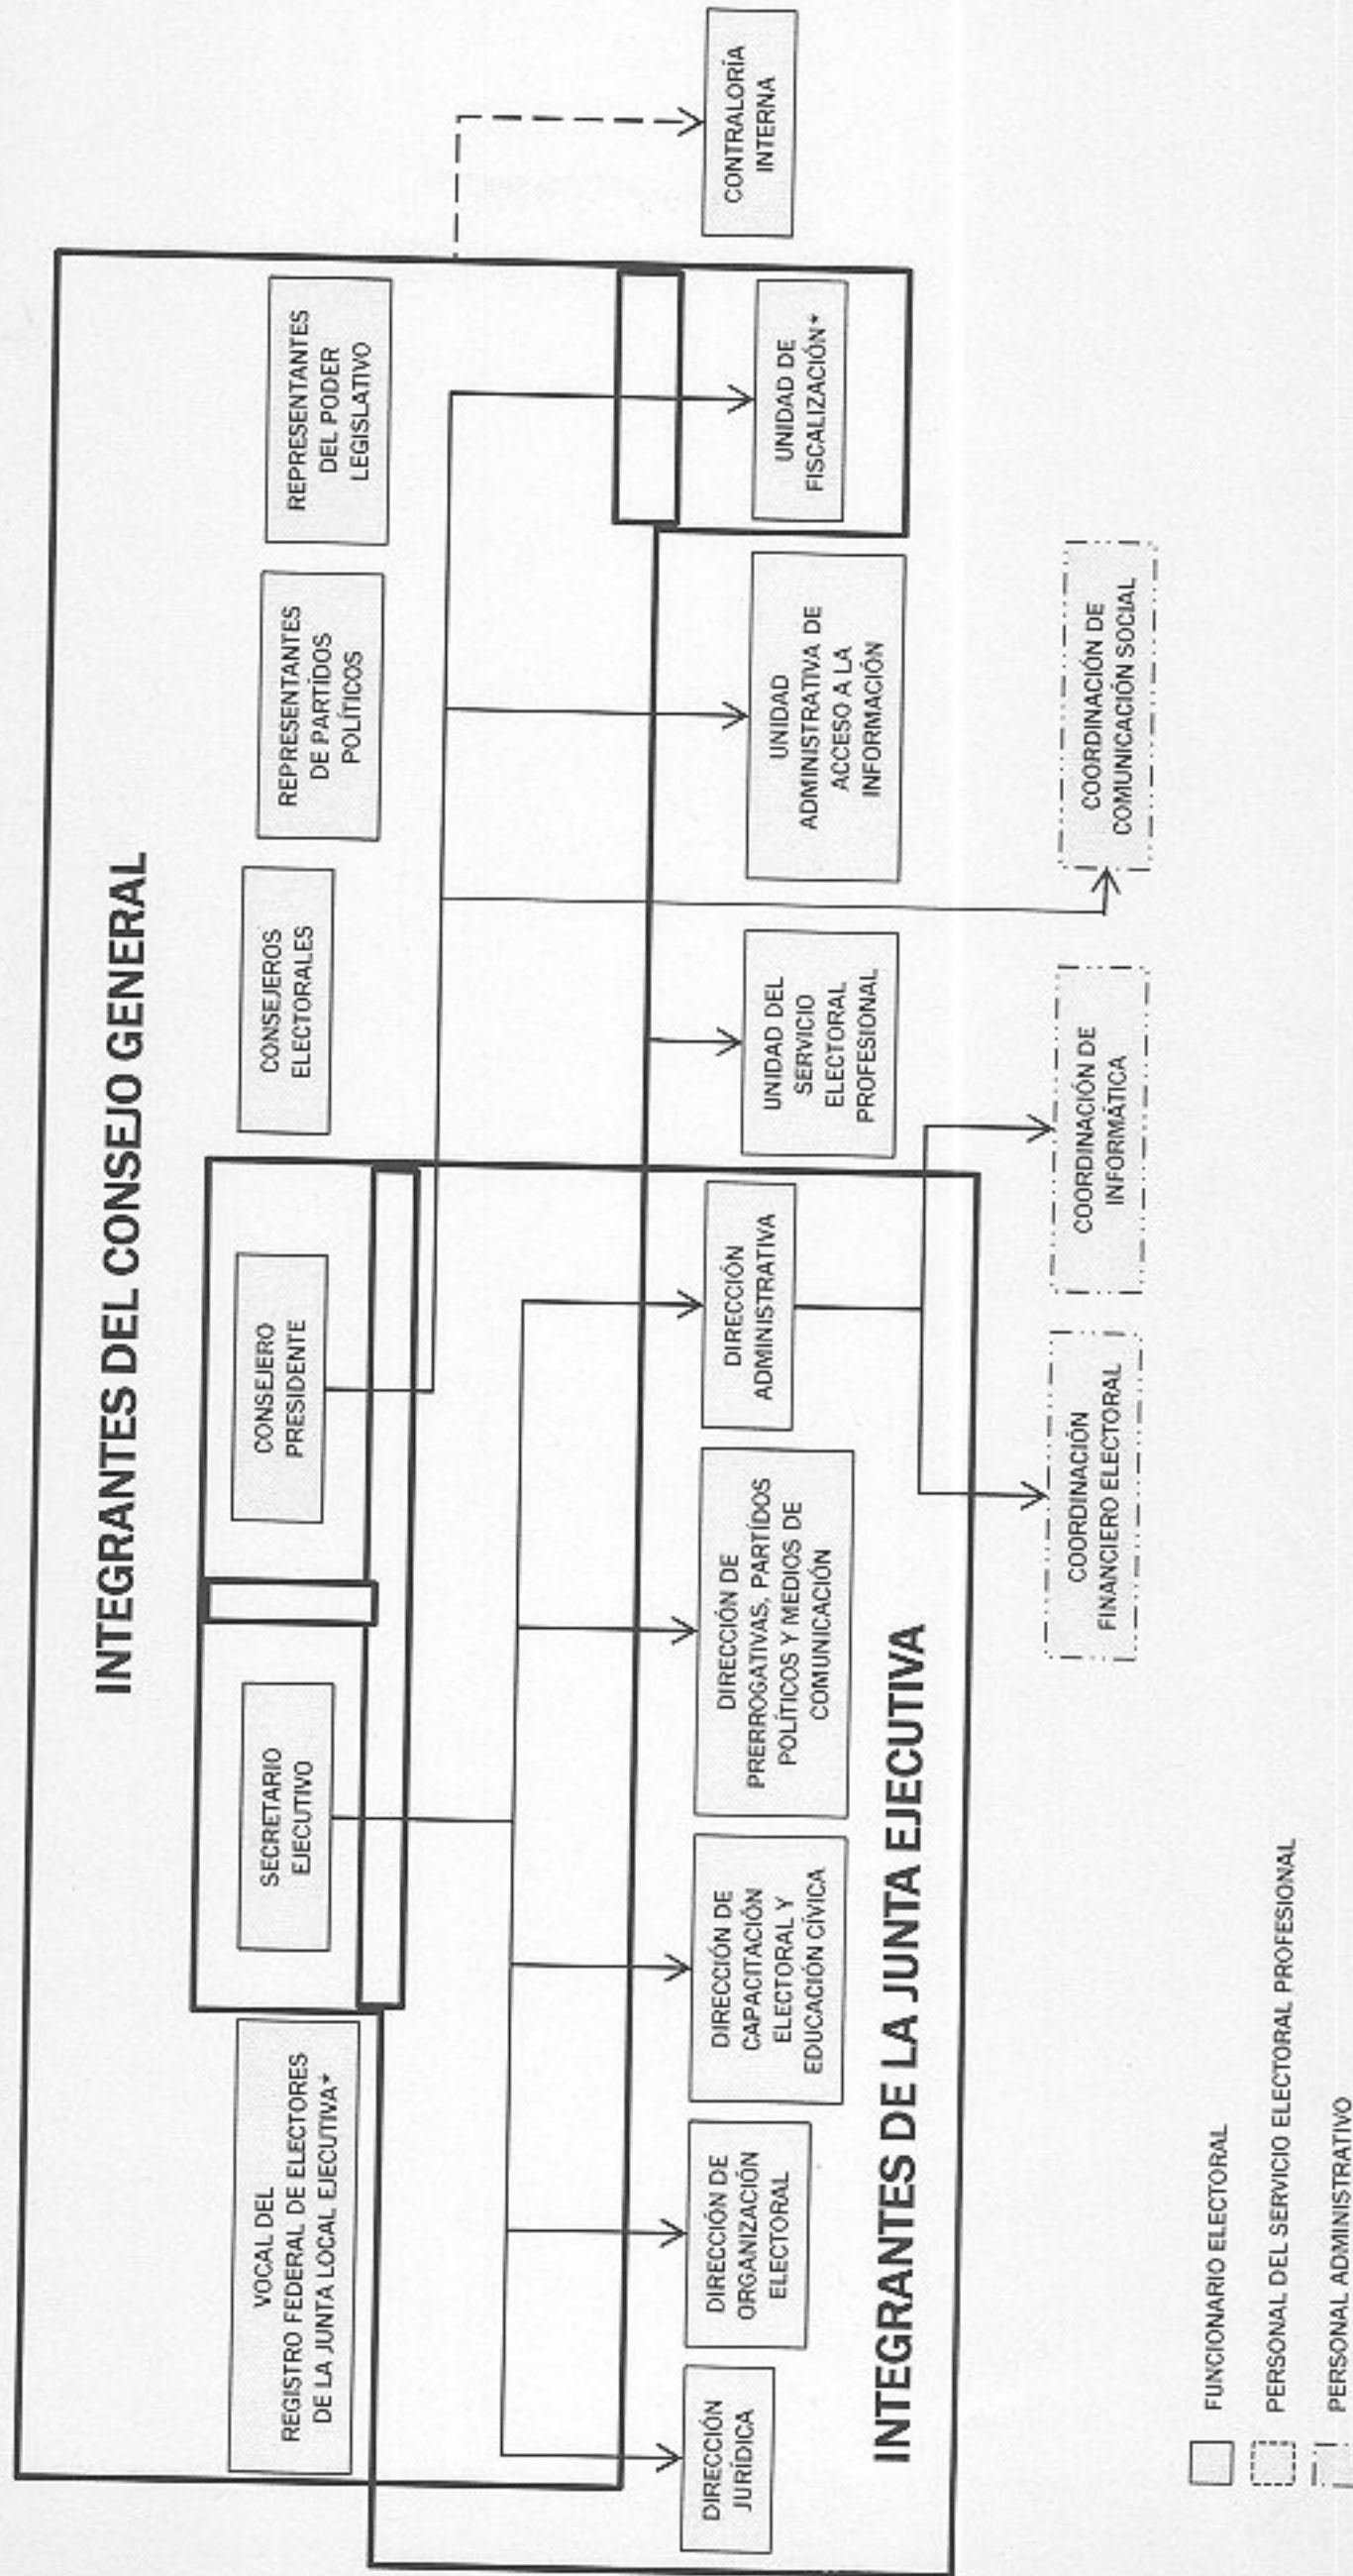 INTEGRANTES DEL CONSEJO GENERAL
VOCAL DEL
REGISTRO FEDERAL DE ELECTORES
DE LA JUNTA LOCAL EJECUTIVA*
SECRETARIO
EJECUTIVO
CONSEJERO
PRESIDENTE
CONSEJEROS
ELECTORALES
REPRESENTANTES
DE PARTÍDOS
POLÍTICOS
REPRESENTANTES
DEL PODER
LEGISLATIVO
DIRECCIÓN
JURÍDICA
DIRECCIÓN DE
ORGANIZACIÓN
ELECTORAL
DIRECCIÓN DE
CAPACITACIÓN
ELECTORAL Y
EDUCACIÓN CÍVICA
DIRECCIÓN DE
PRERROGATIVAS, PARTÍDOS
POLÍTICOS Y MEDIOS DE
COMUNICACIÓN
DIRECCIÓN
ADMINISTRATIVA
UNIDAD DEL
SERVICIO
ELECTORAL
PROFESIONAL
UNIDAD
ADMINISTRATIVA DE
ACCESO A LA
INFORMACIÓN
UNIDAD DE
FISCALIZACIÓN*
CONTRALORÍA
INTERNA
INTEGRANTES DE LA JUNTA EJECUTIVA
COORDINACIÓN
FINANCIERO ELECTORAL
COORDINACIÓN DE
INFORMÁTICA
COORDINACIÓN DE
COMUNICACIÓN SOCIAL
FUNCIONARIO ELECTORAL
PERSONAL DEL SERVICIO ELECTORAL PROFESIONAL
PERSONAL ADMINISTRATIVO